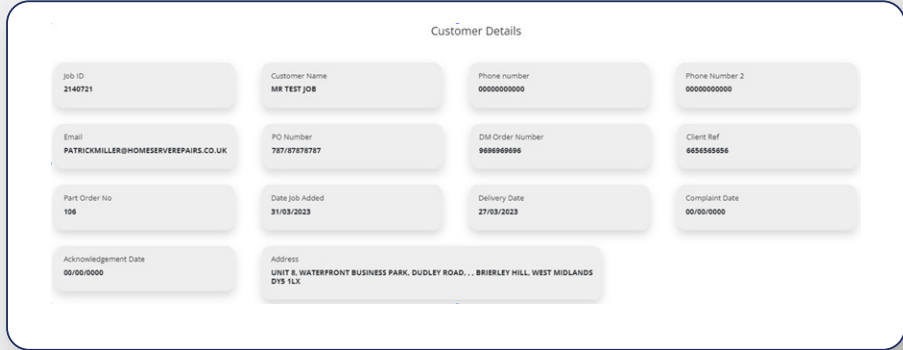 Customer Details
Job ID
2140721
Customer Name
MR TEST JOB
Phone number
00000000000
Phone Number 2
00000000000
Email
PATRICKMILLER@HOMESERVEREPAIRS.CO.UK
PO Number
787/87878787
DM Order Number
9696969696
Client Ref
6656565656
Part Order No
106
Date Job Added
31/03/2023
Delivery Date
27/03/2023
Complaint Date
00/00/0000
Acknowledgement Date
00/00/0000
Address
UNIT 8, WATERFRONT BUSINESS PARK, DUDLEY ROAD, , , BRIERLEY HILL, WEST MIDLANDS
DY5 1LX